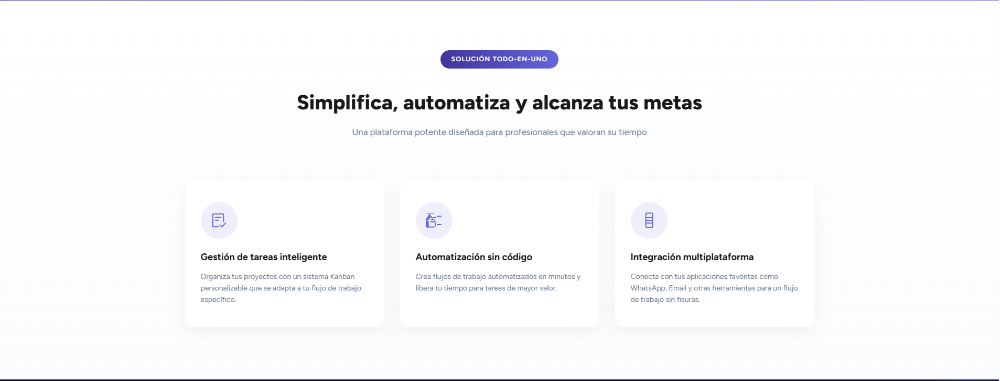 SOLUCIÓN TODO-EN-UNO
Simplifica, automatiza y alcanza tus metas
Una plataforma potente diseñada para profesionales que valoran su tiempo
Gestión de tareas inteligente
Organiza tus proyectos con un sistema Kanban
personalizable que se adapta a tu flujo de trabajo
específico.
Automatización sin código
Crea flujos de trabajo automatizados en minutos y
libera tu tiempo para tareas de mayor valor.
Integración multiplataforma
Conecta con tus aplicaciones favoritas como
WhatsApp, Email y otras herramientas para un flujo
de trabajo sin fisuras.